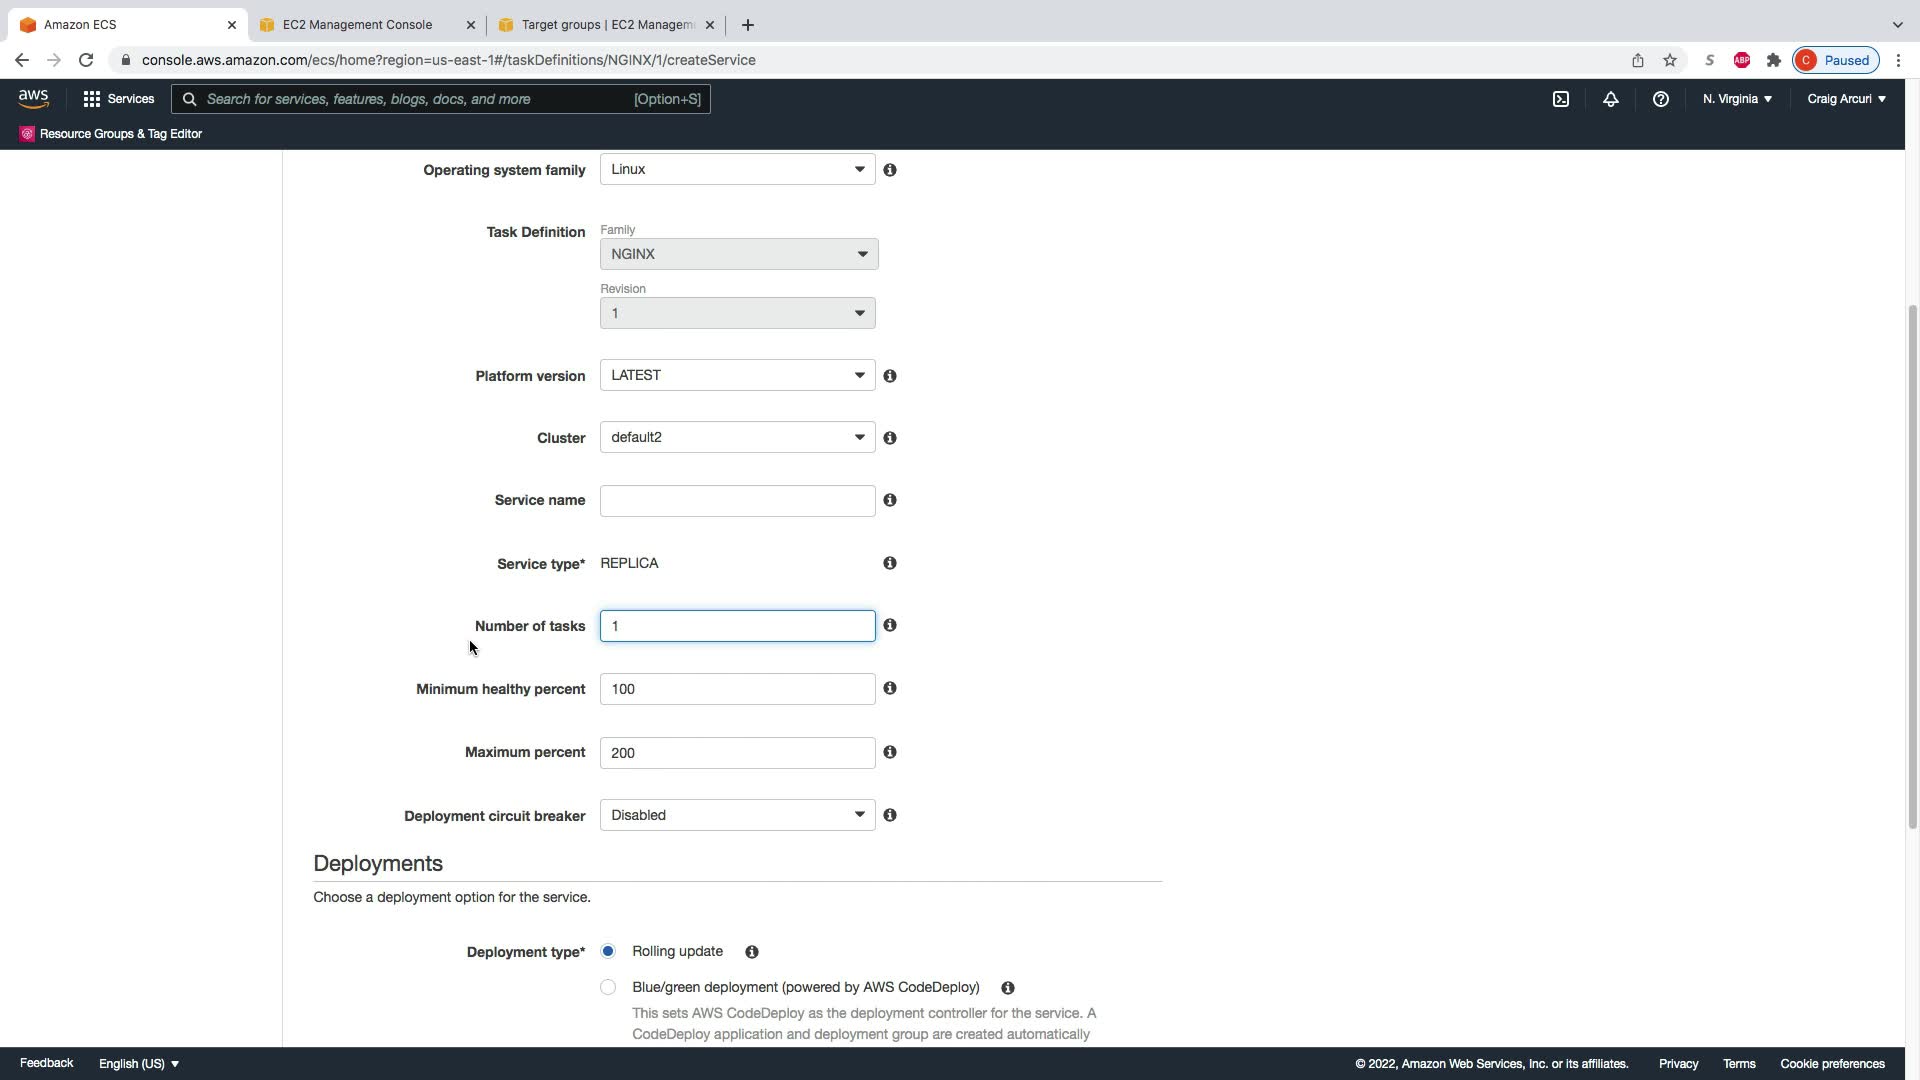 Amazon ECS
EC2 Management Console
Target groups | EC2 Managem
console.aws.amazon.com/ecs/home?region=us-east-1#/taskDefinitions/NGINX/1/createService
S
ABP
C Paused
aws
Services
Search for services, features, blogs, docs, and more [Option+S]
N. Virginia
Craig Arcuri
Resource Groups & Tag Editor
Operating system family Linux
Task Definition Family
NGINX
Revision
1
Platform version LATEST
Cluster default2
Service name
Service type* REPLICA
Number of tasks 1
Minimum healthy percent 100
Maximum percent 200
Deployment circuit breaker Disabled
Deployments
Choose a deployment option for the service.
Deployment type* Rolling update
Blue/green deployment (powered by AWS CodeDeploy)
This sets AWS CodeDeploy as the deployment controller for the service. A
CodeDeploy application and deployment group are created automatically
Feedback English (US) © 2022, Amazon Web Services, Inc. or its affiliates. Privacy Terms Cookie preferences